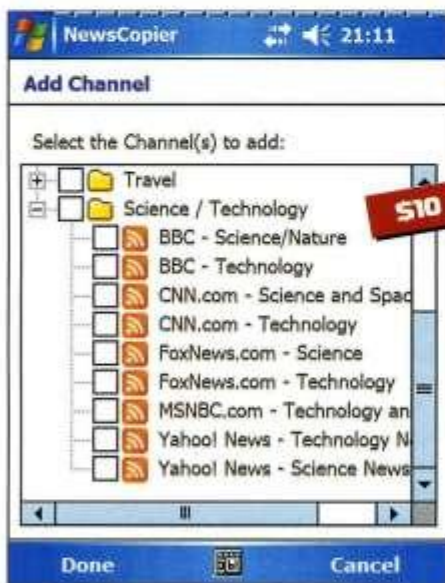 NewsCopier 21:11
Add Channel
Select the Channel(s) to add:
Travel
Science / Technology
$10
BBC - Science/Nature
BBC - Technology
CNN.com - Science and Spac
CNN.com - Technology
FoxNews.com - Science
FoxNews.com - Technology
MSNBC.com - Technology an
Yahoo! News - Technology N
Yahoo! News - Science News
Done Cancel